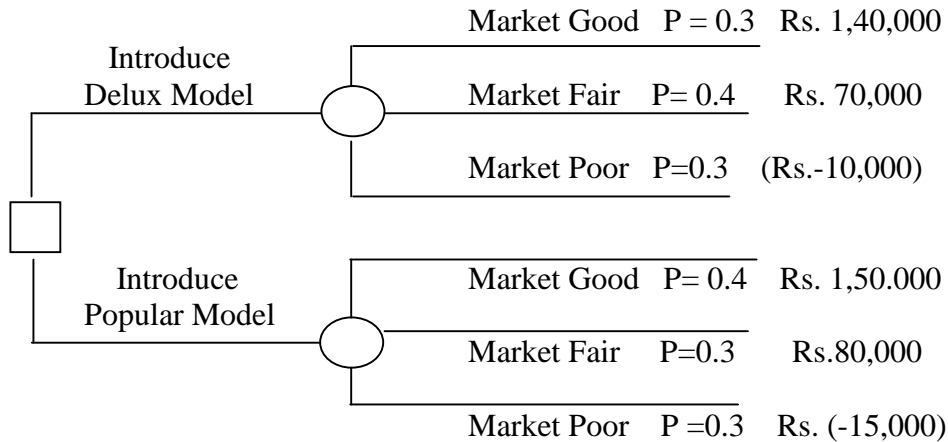 Market Good P = 0.3 Rs. 1,40,000
Introduce
Delux Model
Market Fair P= 0.4 Rs. 70,000
Market Poor P=0.3 (Rs.-10,000)
Introduce
Popular Model
Market Good P= 0.4 Rs. 1,50.000
Market Fair P=0.3 Rs.80,000
Market Poor P =0.3 Rs. (-15,000)